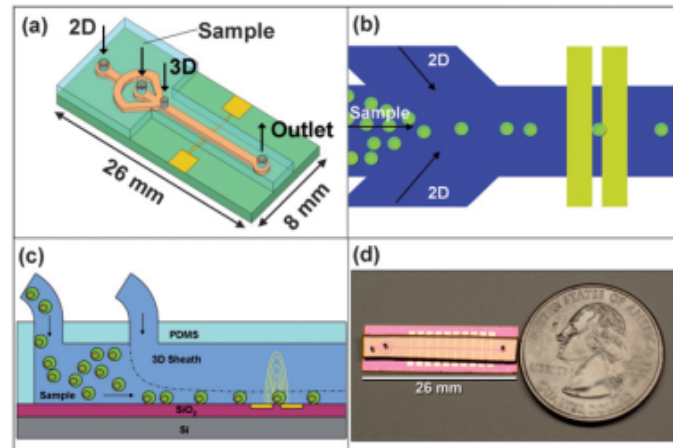 (a)
2D
Sample
3D
Outlet
26 mm
8 mm
(b)
2D
Sample
2D
(c)
PDMS
3D Sheath
Sample
SiO₂
Si
(d)
26 mm